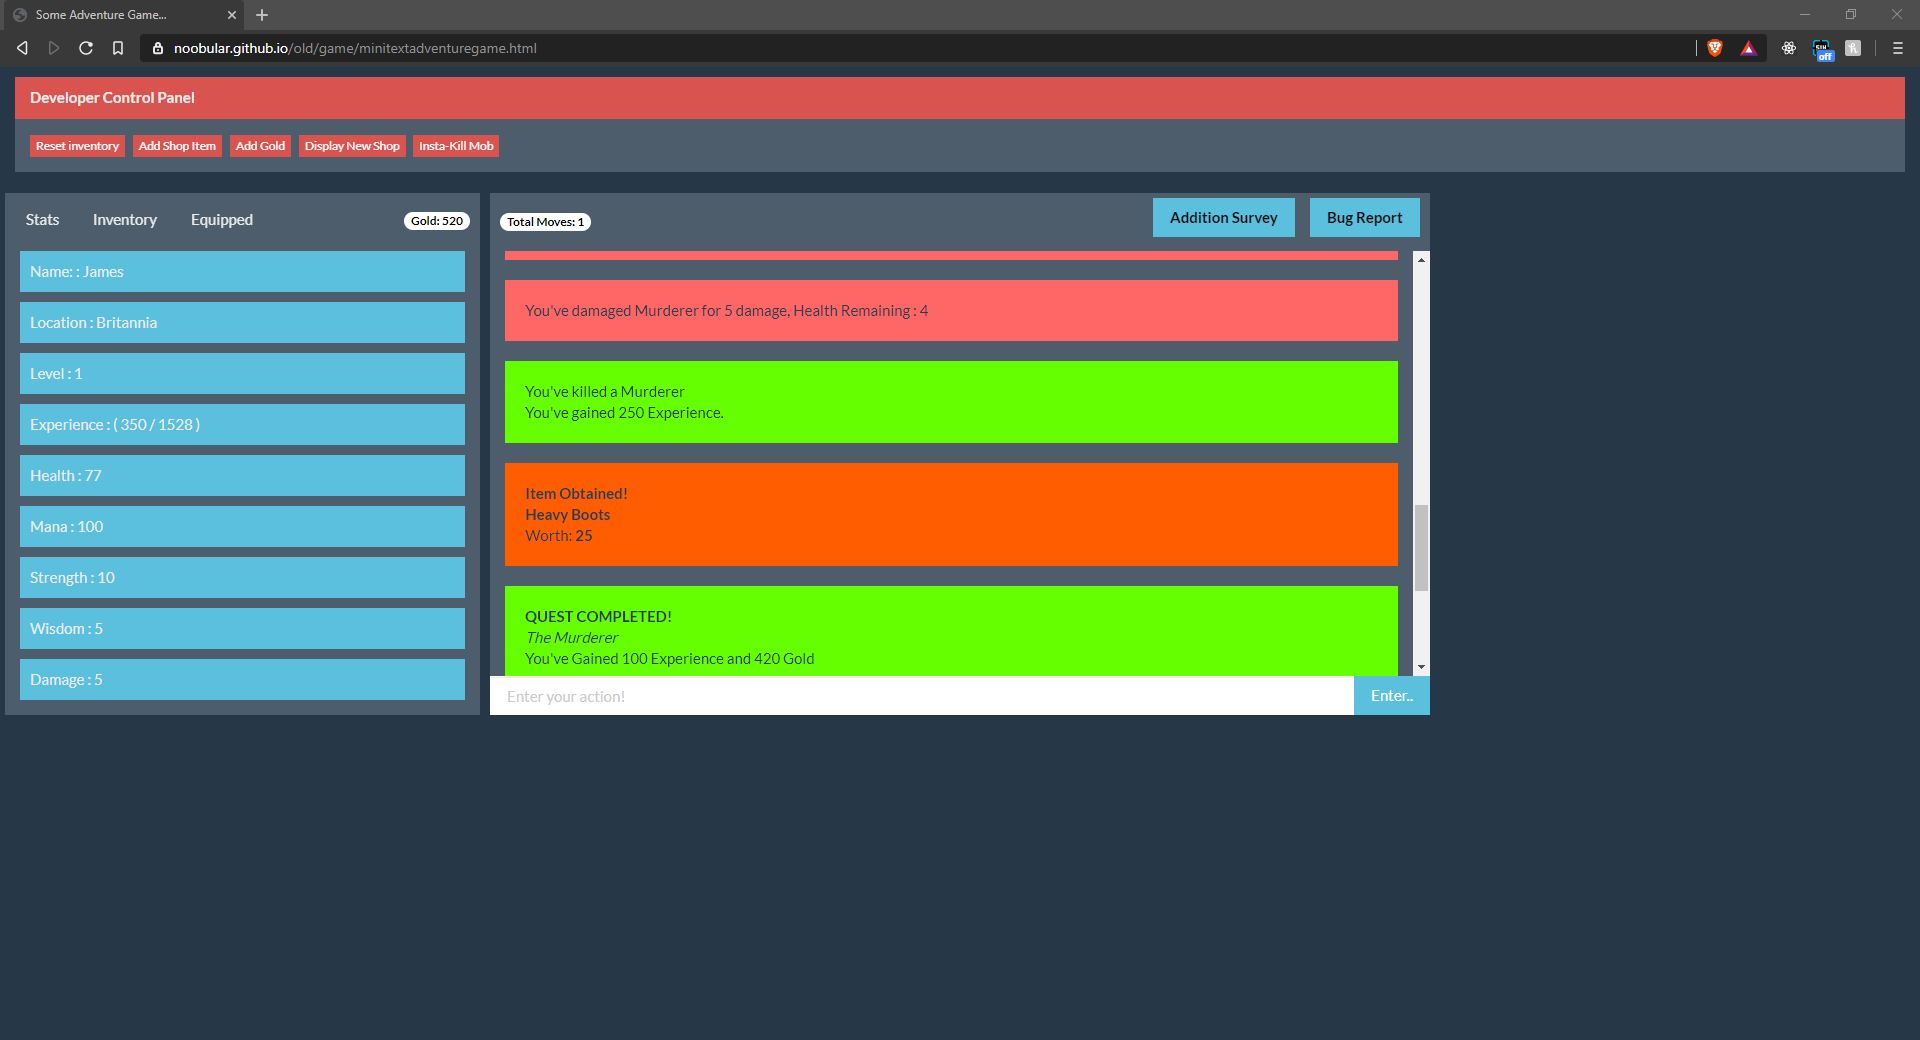 Some Adventure Game...
noobular.github.io/old/game/minitextadventuregame.html
off
Developer Control Panel
Reset inventory Add Shop Item Add Gold Display New Shop Insta-Kill Mob
Stats Inventory Equipped Gold: 520
Name: : James
Location : Britannia
Level : 1
Experience : ( 350 / 1528 )
Health : 77
Mana : 100
Strength : 10
Wisdom : 5
Damage : 5
Total Moves: 1 Addition Survey Bug Report
You've damaged Murderer for 5 damage, Health Remaining : 4
You've killed a Murderer
You've gained 250 Experience.
Item Obtained!
Heavy Boots
Worth: 25
QUEST COMPLETED!
The Murderer
You've Gained 100 Experience and 420 Gold
Enter your action! Enter..